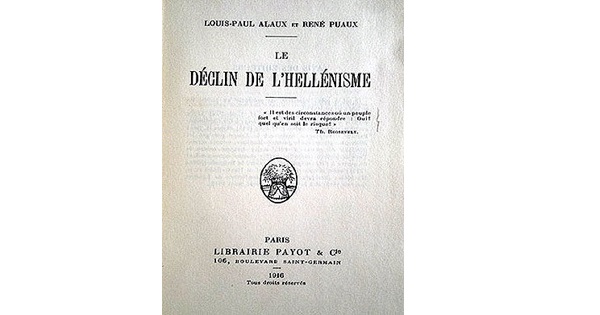 LOUIS-PAUL ALAUX ET RENÉ PUAUX
LE
DÉCLIN DE L'HELLÉNISME
« Il est des circonstances où un peuple
fort et viril devra répondre : Oui!
quel qu'en soit le risque! »
TH. ROOSEVELT.
PARIS
LIBRAIRIE PAYOT & Cie
106, BOULEVARD SAINT-GERMAIN
1916
Tous droits réservés